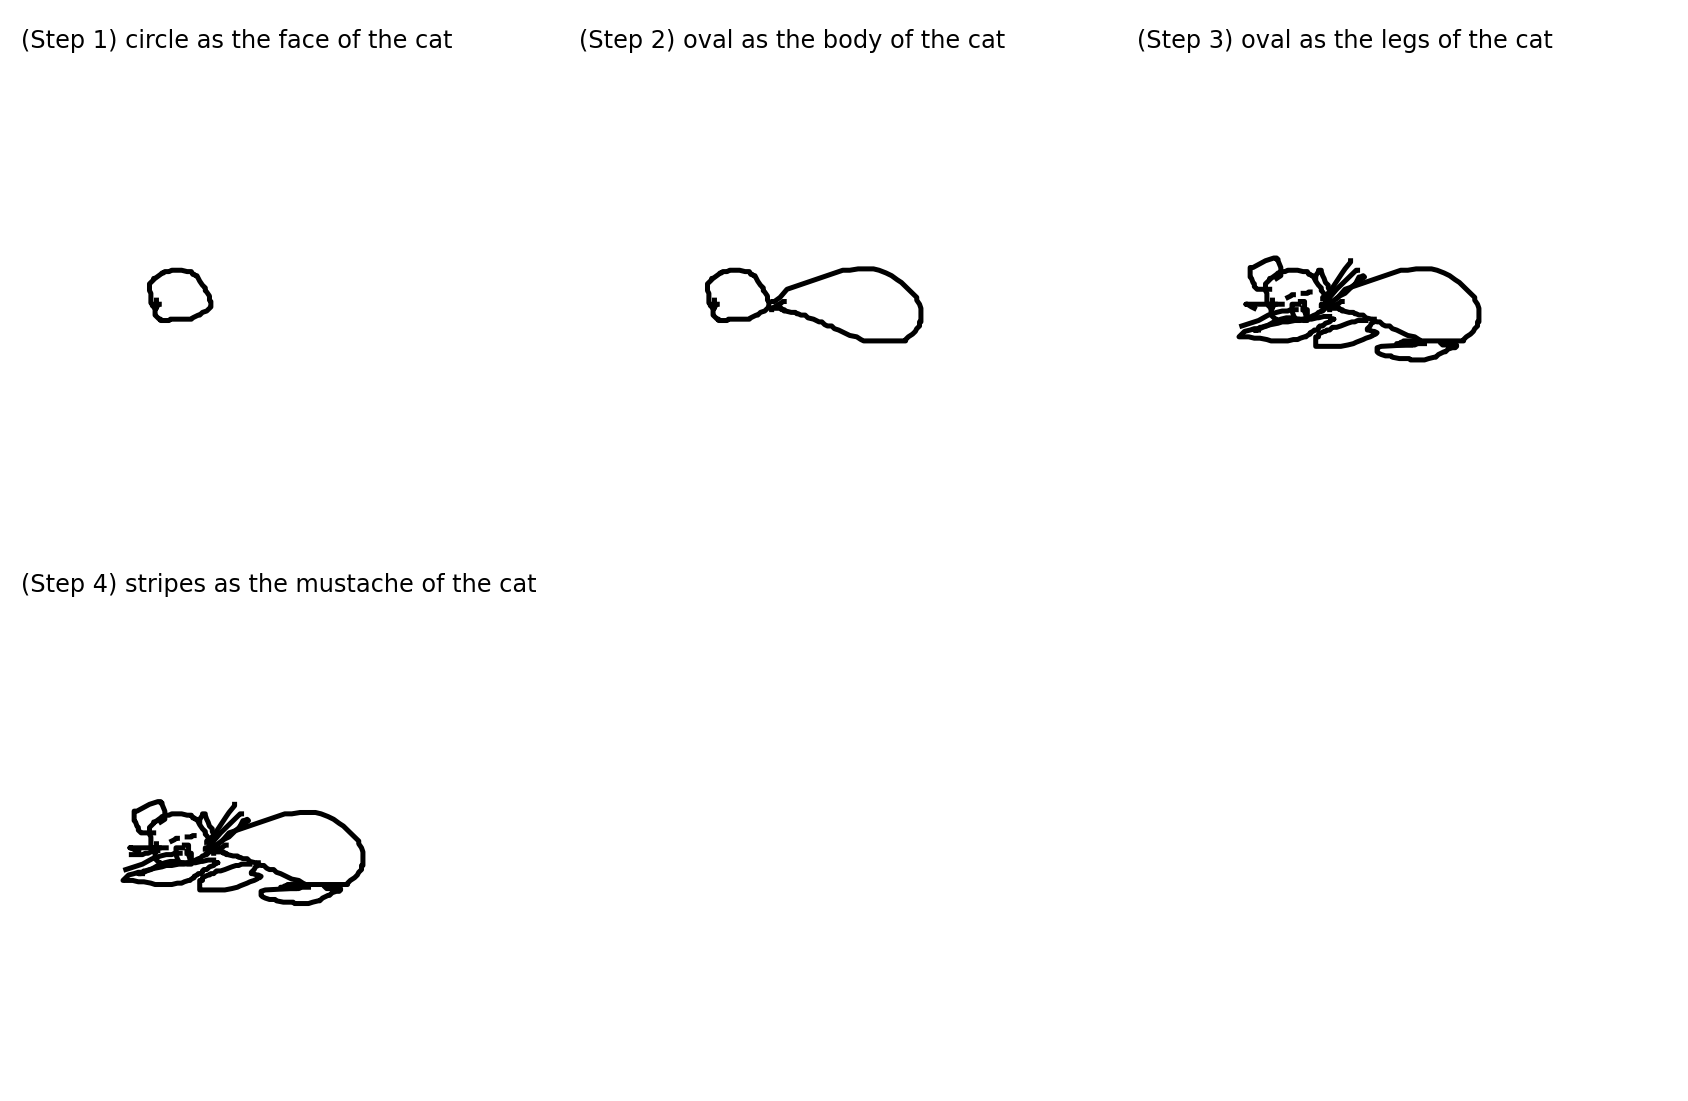 (Step 1) circle as the face of the cat
(Step 2) oval as the body of the cat
(Step 3) oval as the legs of the cat
(Step 4) stripes as the mustache of the cat